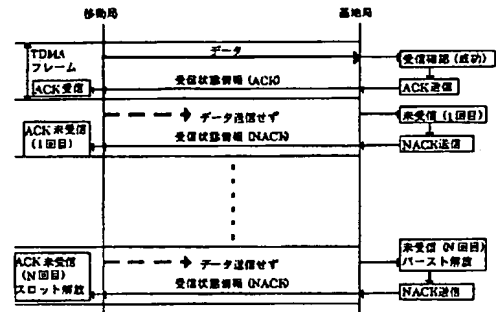 移動局
基地局
TDMA
フレーム
データ
受信確認 (成功)
受信状態情報 (ACK)
ACK受信
ACK送信
データ送信せず
未受信 (1回目)
ACK未受信
(1回目)
受信状態情報 (NACK)
NACK送信
ACK未受信
(N回目)
スロット解放
データ送信せず
未受信 (N回目)
バースト解放
受信状態情報 (NACK)
NACK送信